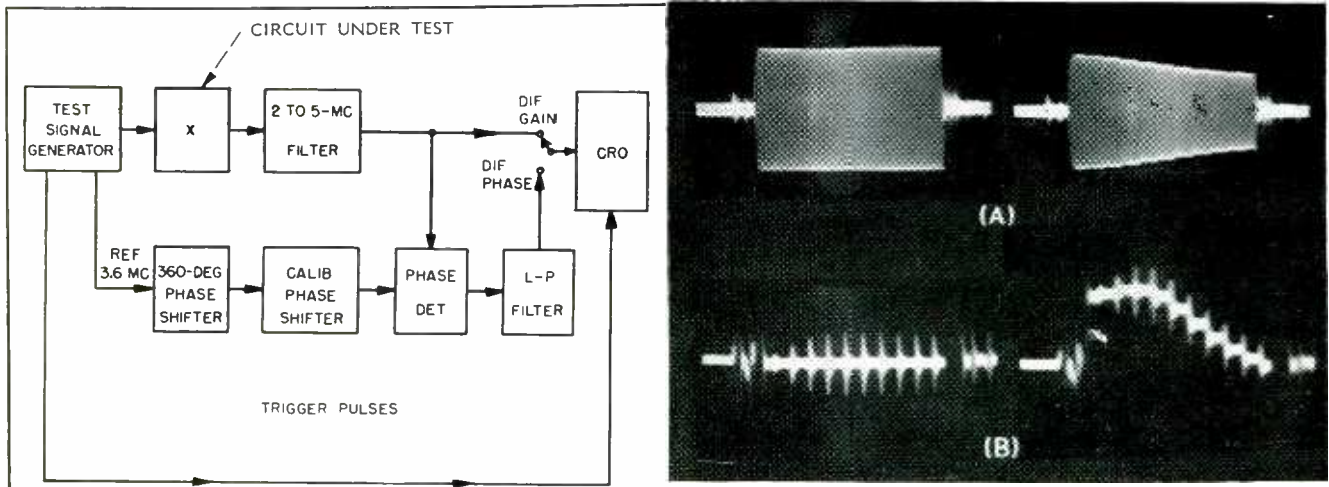 CIRCUIT UNDER TEST
TEST
SIGNAL
GENERATOR
X
2 TO 5-MC
FILTER
DIF
GAIN
DIF
PHASE
CRO
REF
3.6 MC
360-DEG
PHASE
SHIFTER
CALIB
PHASE
SHIFTER
PHASE
DET
L-P
FILTER
TRIGGER PULSES
(A)
(B)